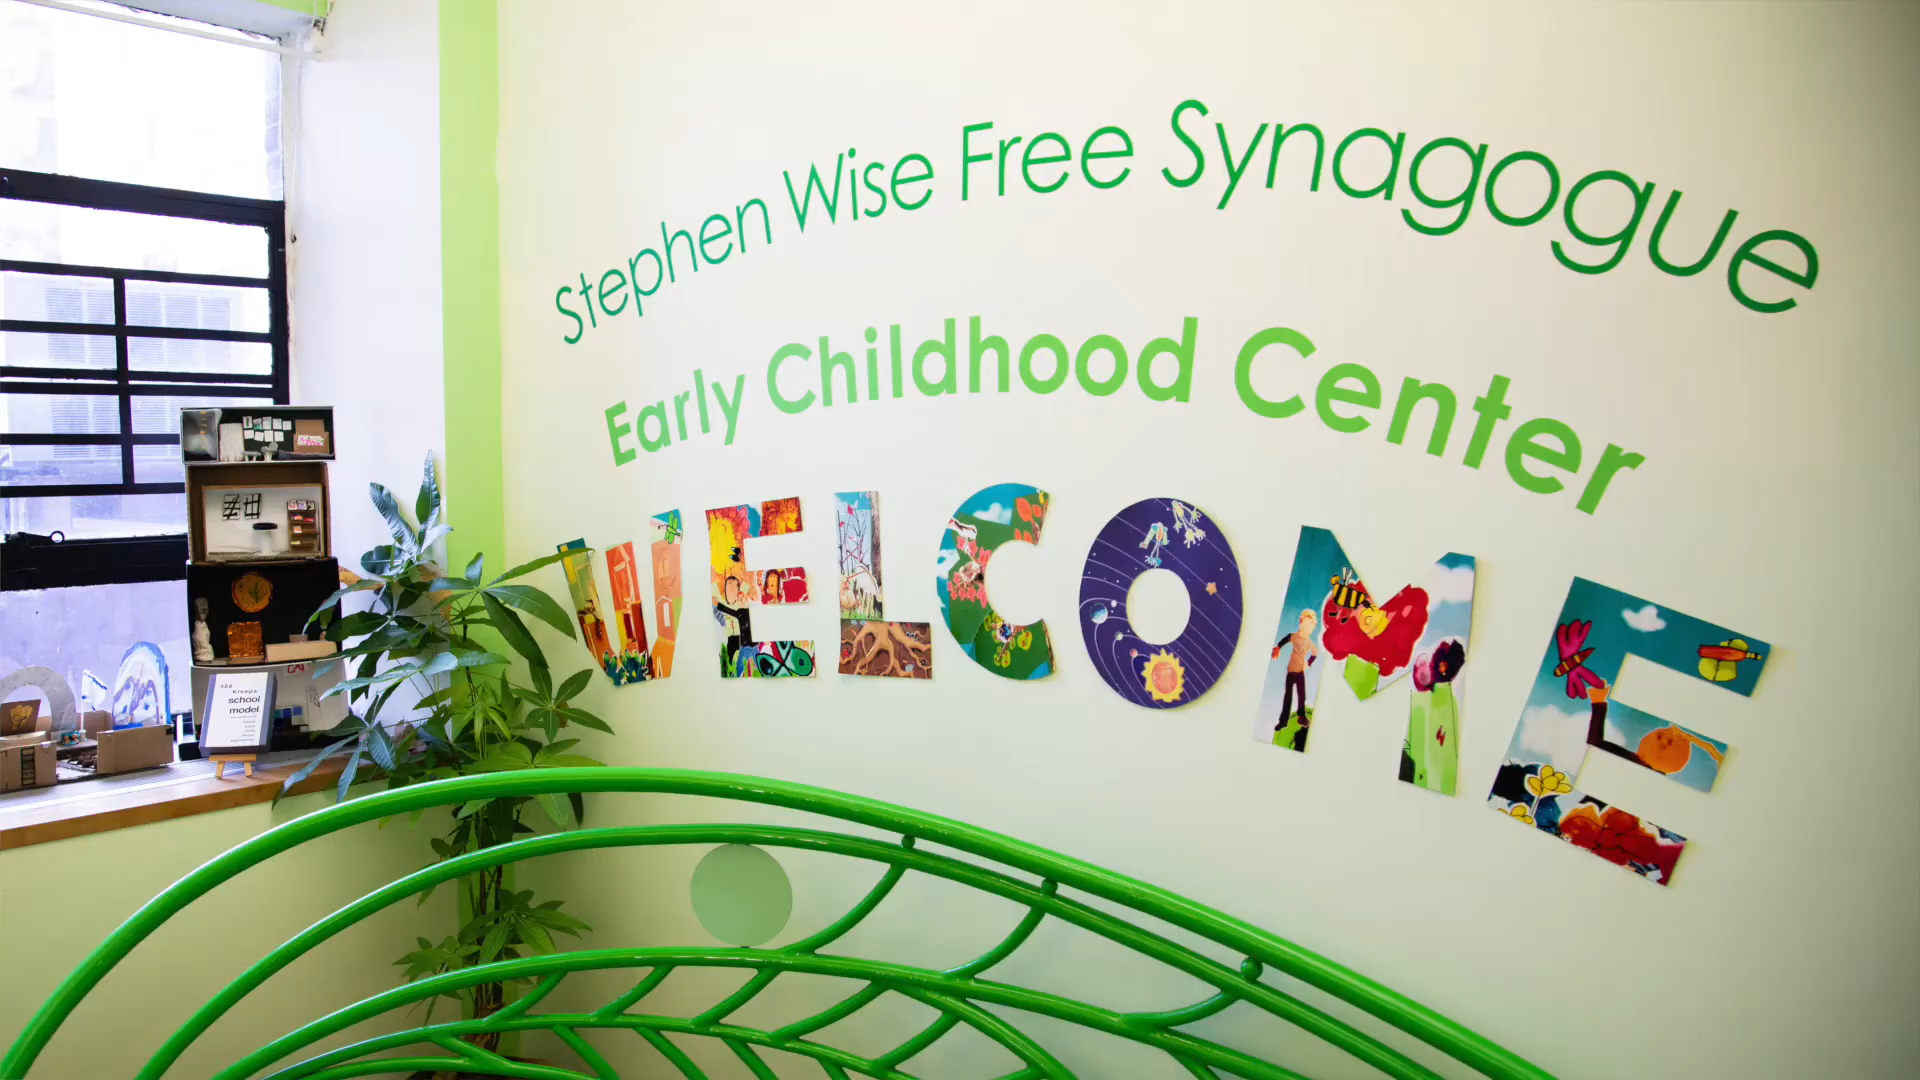 Stephen Wise Free Synagogue
Early Childhood Center
WELCOME
school
model